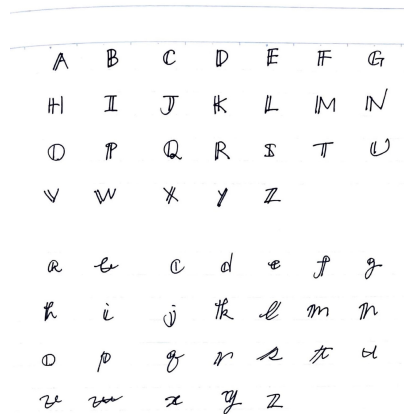 A B C D E F G
H I J K L M N
O P Q R S T U
V W X Y Z
a b c d e f g
h i j k l m n
o p q r s t u
v w x y z